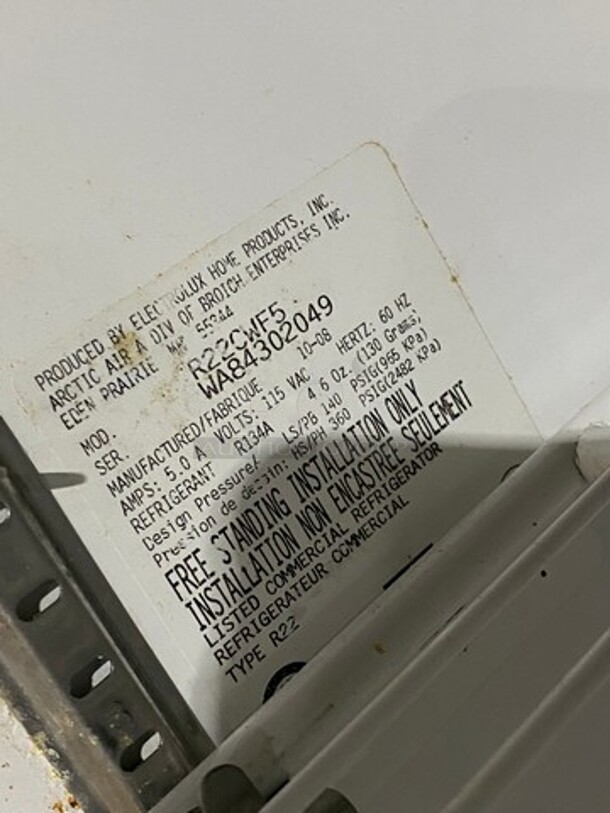 PRODUCED BY ELECTROLUX HOME PRODUCTS, INC.
ARCTIC AIR A DIV OF BROICH ENTERPRISES INC.
EDEN PRAIRIE 55344
MOD. R22CWF5
SER. WA84302049
MANUFACTURED/FABRIQUE 10-08
AMPS: 5.0 A VOLTS: 115 VAC HERTZ: 60 HZ
REFRIGERANT R134A 4.6 Oz. (130 Grams)
Design Pressure/ LS/PB 140 PSIG(965 KPa)
Pression de dessin: HS/PH 360 PSIG(2482 KPa)
FREE STANDING INSTALLATION ONLY
INSTALLATION NON ENCASTREE SEULEMENT
LISTED COMMERCIAL REFRIGERATOR
REFRIGERATEUR COMMERCIAL
TYPE R22